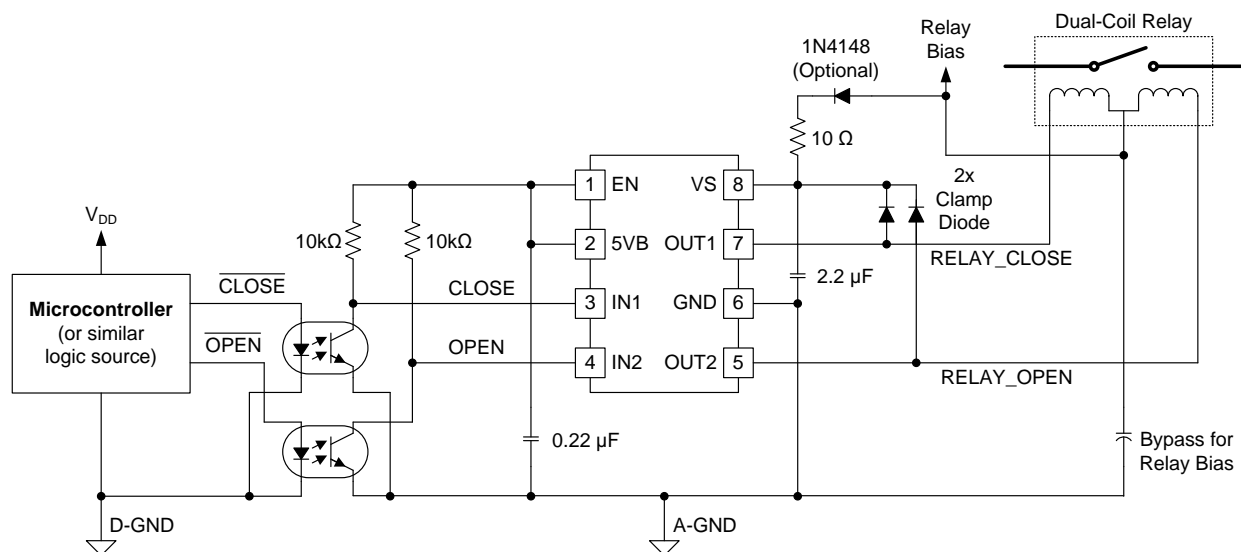 Dual-Coil Relay
Relay
Bias
1N4148
(Optional)
10 Ω
1 EN VS 8
2 5VB OUT1 7
3 IN1 GND 6
4 IN2 OUT2 5
2x
Clamp
Diode
V_DD
10kΩ
10kΩ
Microcontroller
(or similar
logic source)
CLOSE
OPEN
CLOSE
OPEN
RELAY_CLOSE
2.2 µF
RELAY_OPEN
0.22 µF
Bypass for
Relay Bias
D-GND
A-GND